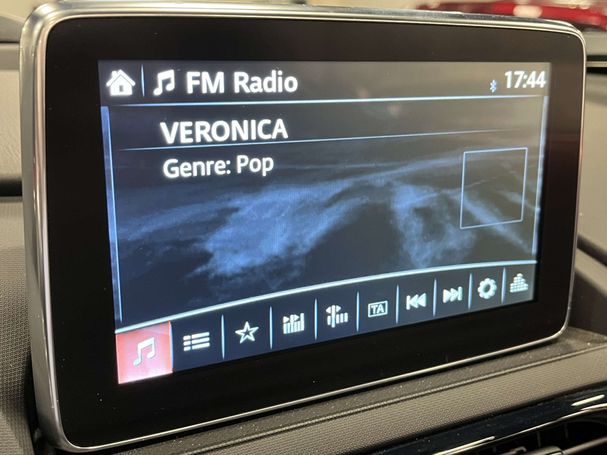 FM Radio
17:44
VERONICA
Genre: Pop
TA